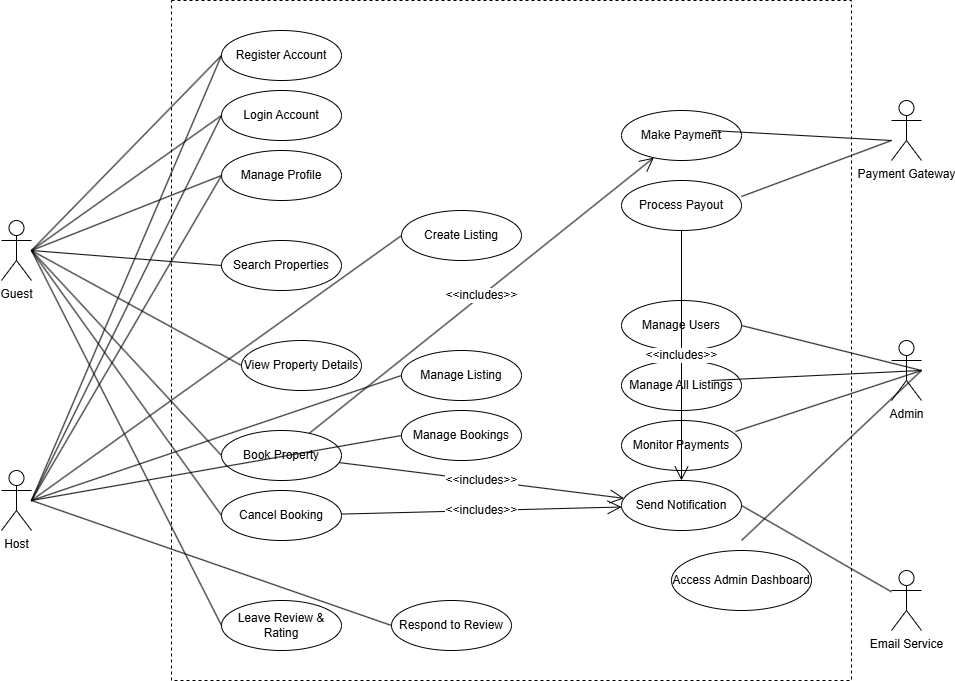 Register Account
Login Account
Make Payment
Payment Gateway
Manage Profile
Process Payout
Create Listing
Search Properties
Guest
<<includes>>
Manage Users
<<includes>>
View Property Details
Manage Listing
Manage All Listings
Admin
Manage Bookings
Monitor Payments
Book Property
<<includes>>
Send Notification
<<includes>>
Cancel Booking
Host
Access Admin Dashboard
Leave Review &
Rating
Respond to Review
Email Service